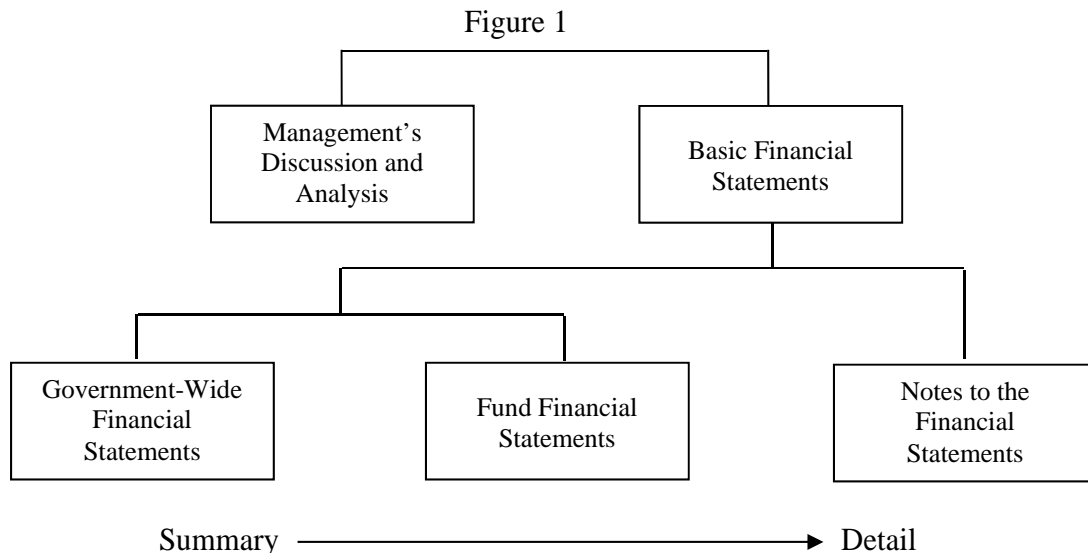 Figure 1
Management’s
Discussion and
Analysis
Basic Financial
Statements
Government-Wide
Financial
Statements
Fund Financial
Statements
Notes to the
Financial
Statements
Summary
Detail